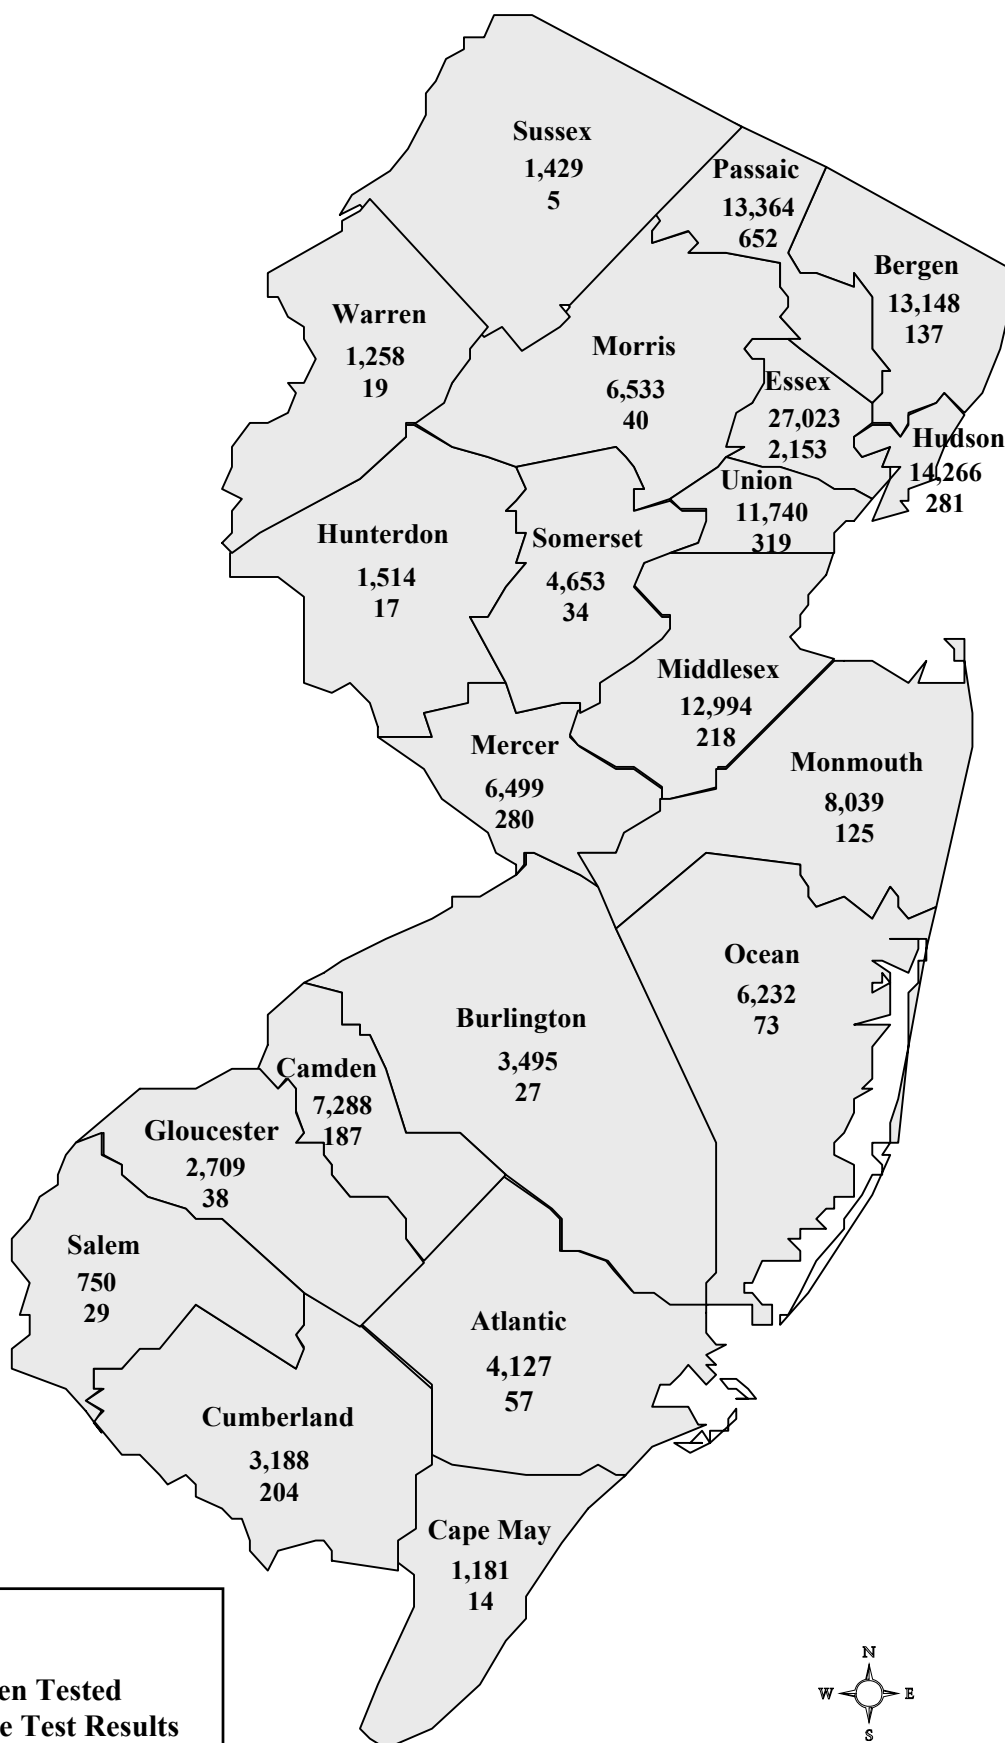 Sussex
1,429
5
Passaic
13,364
652
Bergen
13,148
137
Warren
1,258
19
Morris
6,533
40
Essex
27,023
2,153
Hudson
14,266
281
Union
11,740
319
Hunterdon
1,514
17
Somerset
4,653
34
Middlesex
12,994
218
Mercer
6,499
280
Monmouth
8,039
125
Ocean
6,232
73
Burlington
3,495
27
Camden
7,288
187
Gloucester
2,709
38
Salem
750
29
Atlantic
4,127
57
Cumberland
3,188
204
Cape May
1,181
14
en Tested
e Test Results
N
W E
S